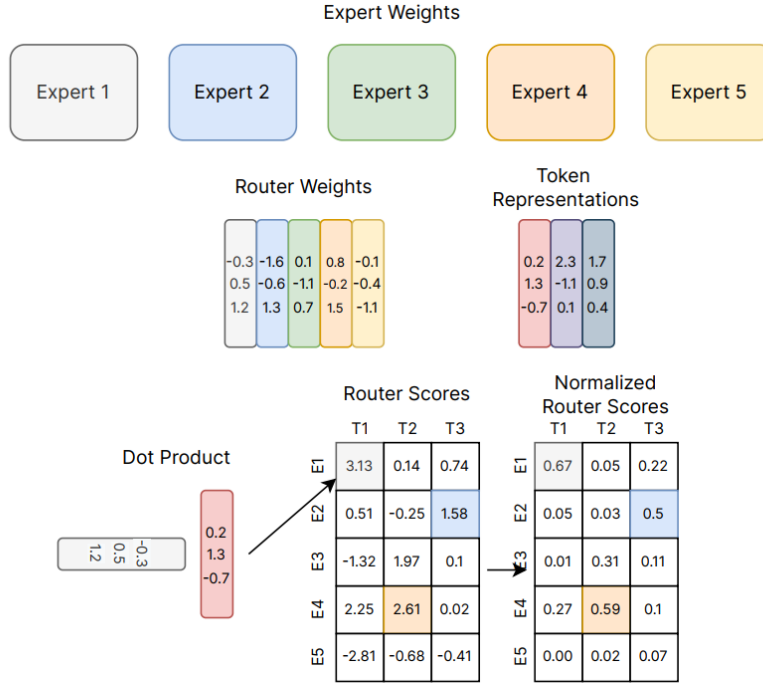 Expert Weights
Expert 1 Expert 2 Expert 3 Expert 4 Expert 5
Router Weights
Token
Representations
-0.3 -1.6 0.1 0.8 -0.1
0.5 -0.6 -1.1 -0.2 -0.4
1.2 1.3 0.7 1.5 -1.1
0.2 2.3 1.7
1.3 -1.1 0.9
-0.7 0.1 0.4
Dot Product
-0.3
0.5
1.2
0.2
1.3
-0.7
Router Scores
T1 T2 T3
E1 3.13 0.14 0.74
E2 0.51 -0.25 1.58
E3 -1.32 1.97 0.1
E4 2.25 2.61 0.02
E5 -2.81 -0.68 -0.41
Normalized
Router Scores
T1 T2 T3
E1 0.67 0.05 0.22
E2 0.05 0.03 0.5
E3 0.01 0.31 0.11
E4 0.27 0.59 0.1
E5 0.00 0.02 0.07